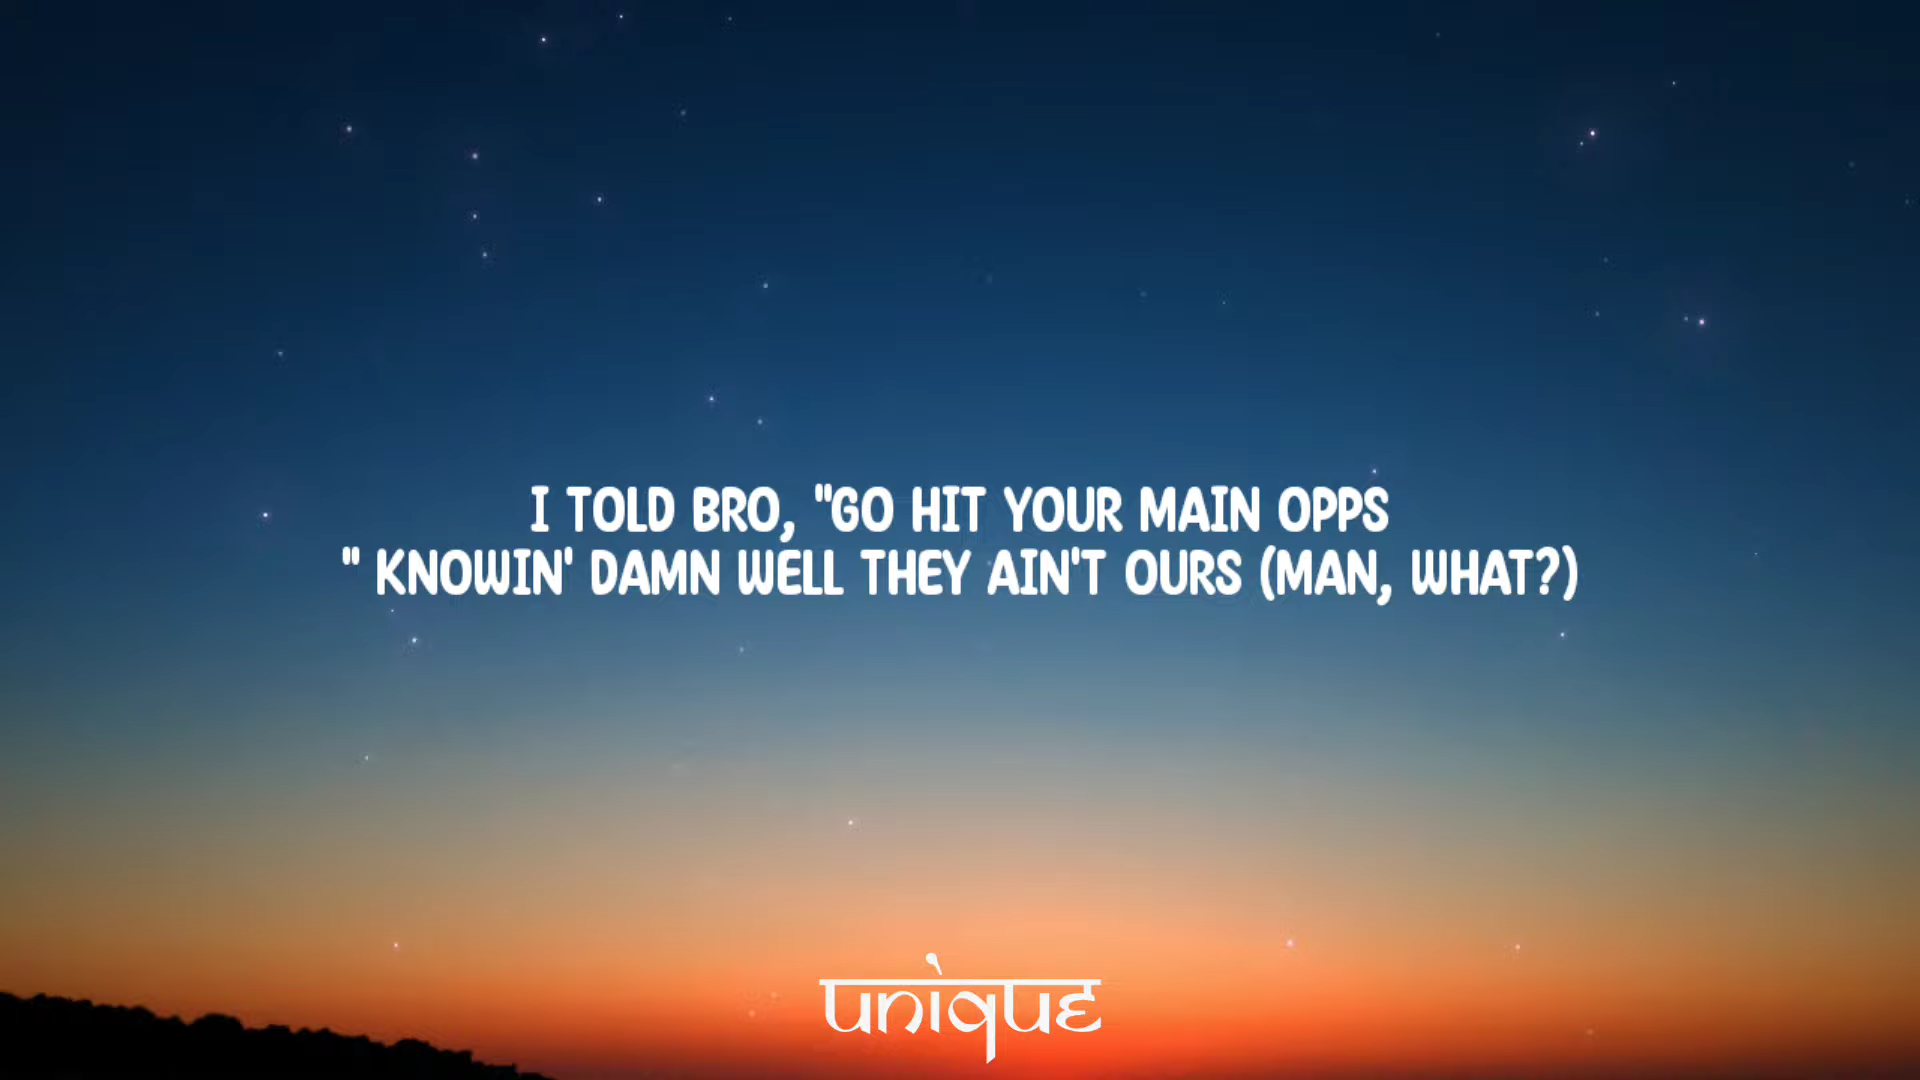 I TOLD BRO, "GO HIT YOUR MAIN OPPS
" KNOWIN' DAMN WELL THEY AIN'T OURS (MAN, WHAT?)
unique